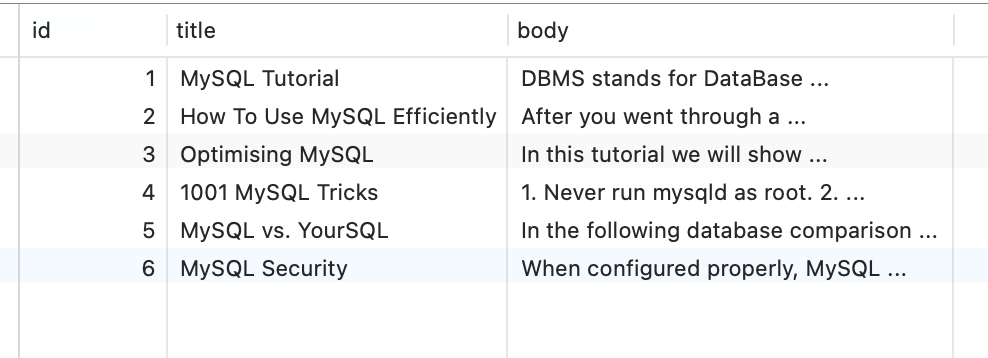 id title body
1 MySQL Tutorial DBMS stands for DataBase ...
2 How To Use MySQL Efficiently After you went through a ...
3 Optimising MySQL In this tutorial we will show ...
4 1001 MySQL Tricks 1. Never run mysqld as root. 2. ...
5 MySQL vs. YourSQL In the following database comparison ...
6 MySQL Security When configured properly, MySQL ...